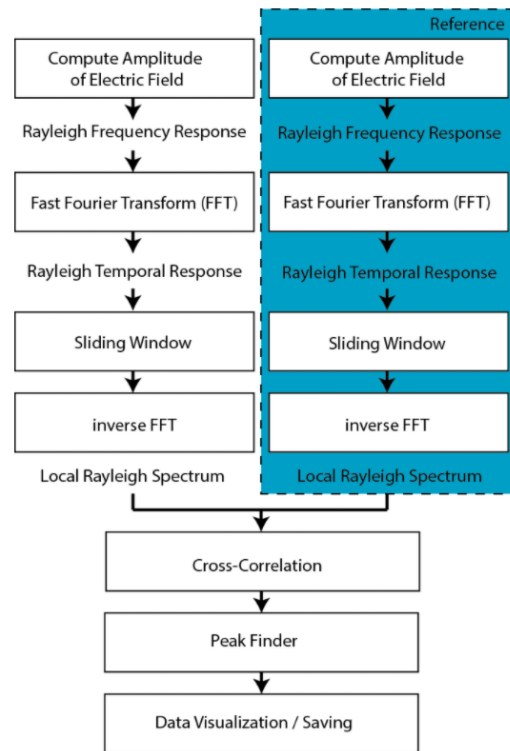 Reference
Compute Amplitude
of Electric Field
Rayleigh Frequency Response
Fast Fourier Transform (FFT)
Rayleigh Temporal Response
Sliding Window
inverse FFT
Local Rayleigh Spectrum
Compute Amplitude
of Electric Field
Rayleigh Frequency Response
Fast Fourier Transform (FFT)
Rayleigh Temporal Response
Sliding Window
inverse FFT
Local Rayleigh Spectrum
Cross-Correlation
Peak Finder
Data Visualization / Saving